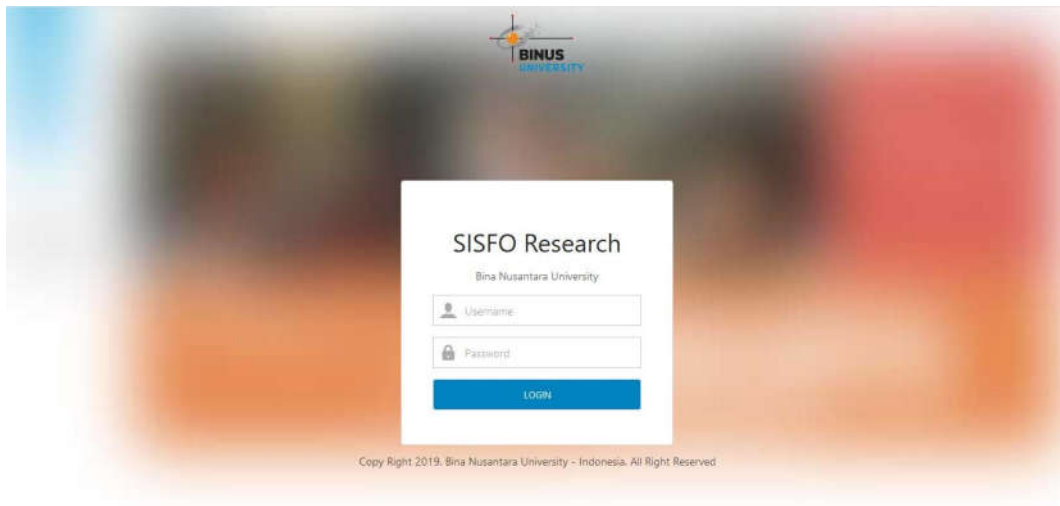 BINUS
UNIVERSITY
SISFO Research
Bina Nusantara University
Username
Password
LOGIN
Copy Right 2019. Bina Nusantara University - Indonesia. All Right Reserved